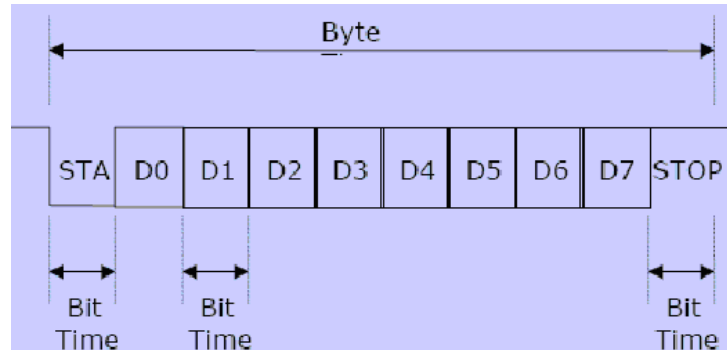 Byte
STA D0 D1 D2 D3 D4 D5 D6 D7 STOP
Bit Bit Bit
Time Time Time